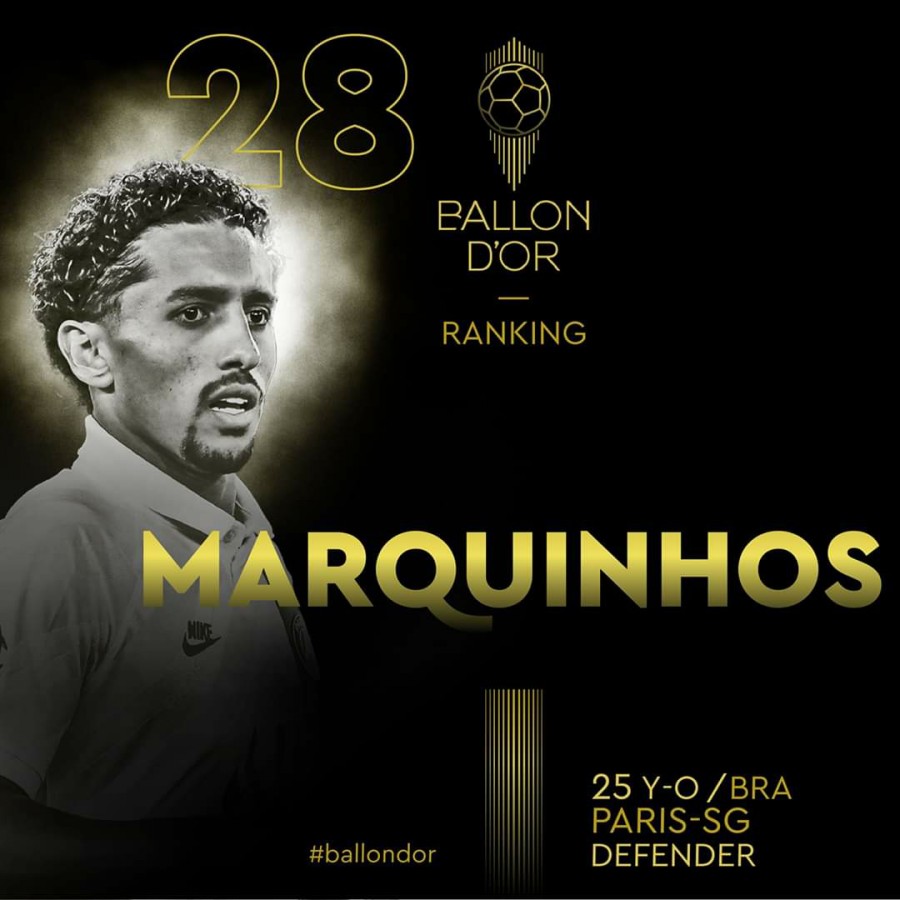 28
BALLON
D'OR
RANKING
MARQUINHOS
NIKE
25 Y-O /BRA
PARIS-SG
DEFENDER
#ballondor